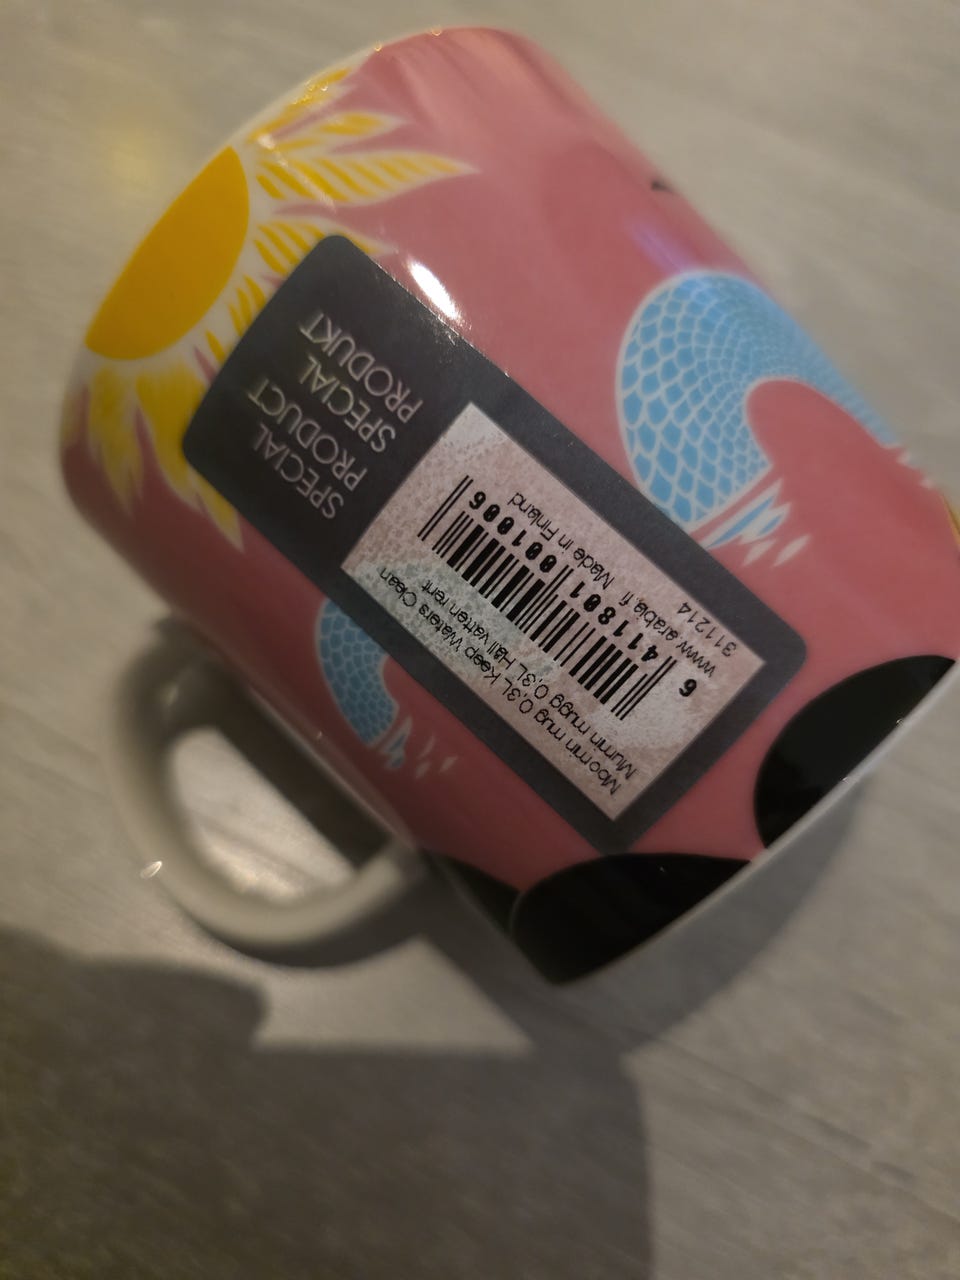 SPECIAL
PRODUCT
SPECIAL
PRODUKT
Moomin mug 0,3L Keep Waters Clean
Mumin mugg 0,3L Håll vatten rent
6 411801 001006
www.arabia.fi Made in Finland
311214